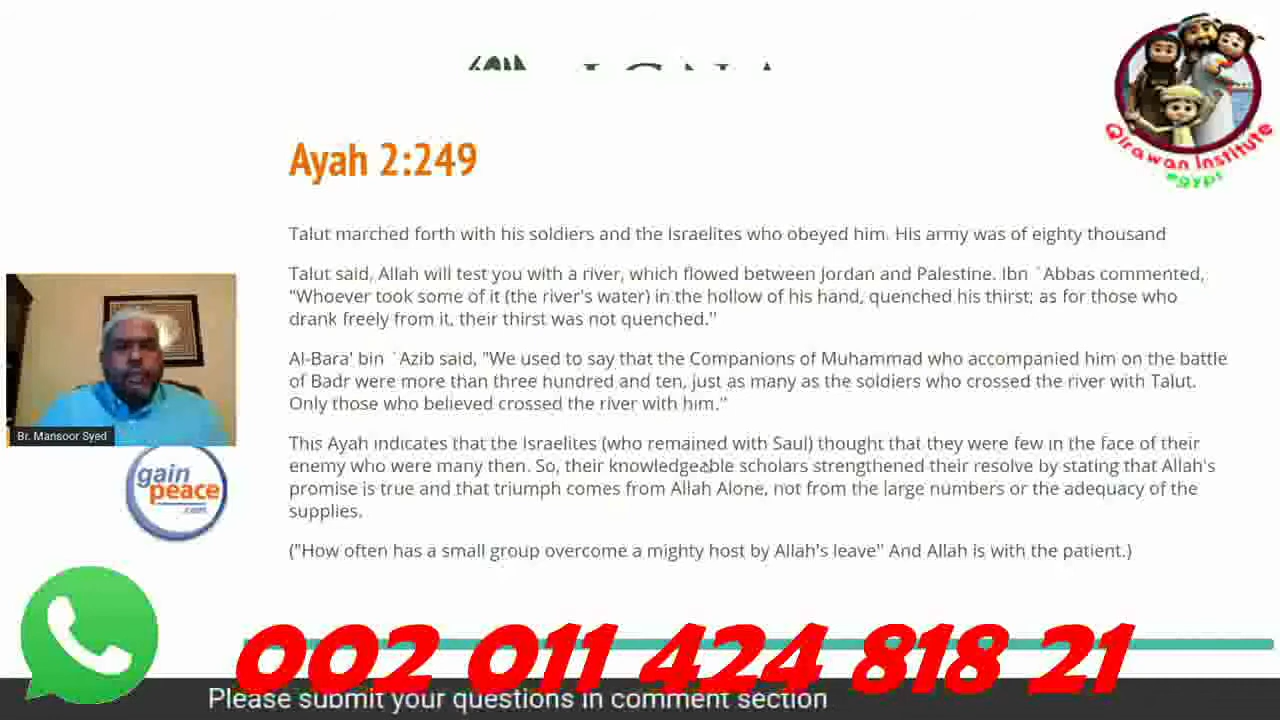 Qirawan Institute
egypt
Ayah 2:249
Talut marched forth with his soldiers and the Israelites who obeyed him. His army was of eighty thousand
Talut said, Allah will test you with a river, which flowed between Jordan and Palestine. Ibn `Abbas commented,
"Whoever took some of it (the river's water) in the hollow of his hand, quenched his thirst; as for those who
drank freely from it, their thirst was not quenched.''
Al-Bara' bin `Azib said, "We used to say that the Companions of Muhammad who accompanied him on the battle
of Badr were more than three hundred and ten, just as many as the soldiers who crossed the river with Talut.
Only those who believed crossed the river with him.''
This Ayah indicates that the Israelites (who remained with Saul) thought that they were few in the face of their
enemy who were many then. So, their knowledgeable scholars strengthened their resolve by stating that Allah's
promise is true and that triumph comes from Allah Alone, not from the large numbers or the adequacy of the
supplies.
("How often has a small group overcome a mighty host by Allah's leave'' And Allah is with the patient.)
Br. Mansoor Syed
gain
peace
.com
002 011 424 818 21
Please submit your questions in comment section